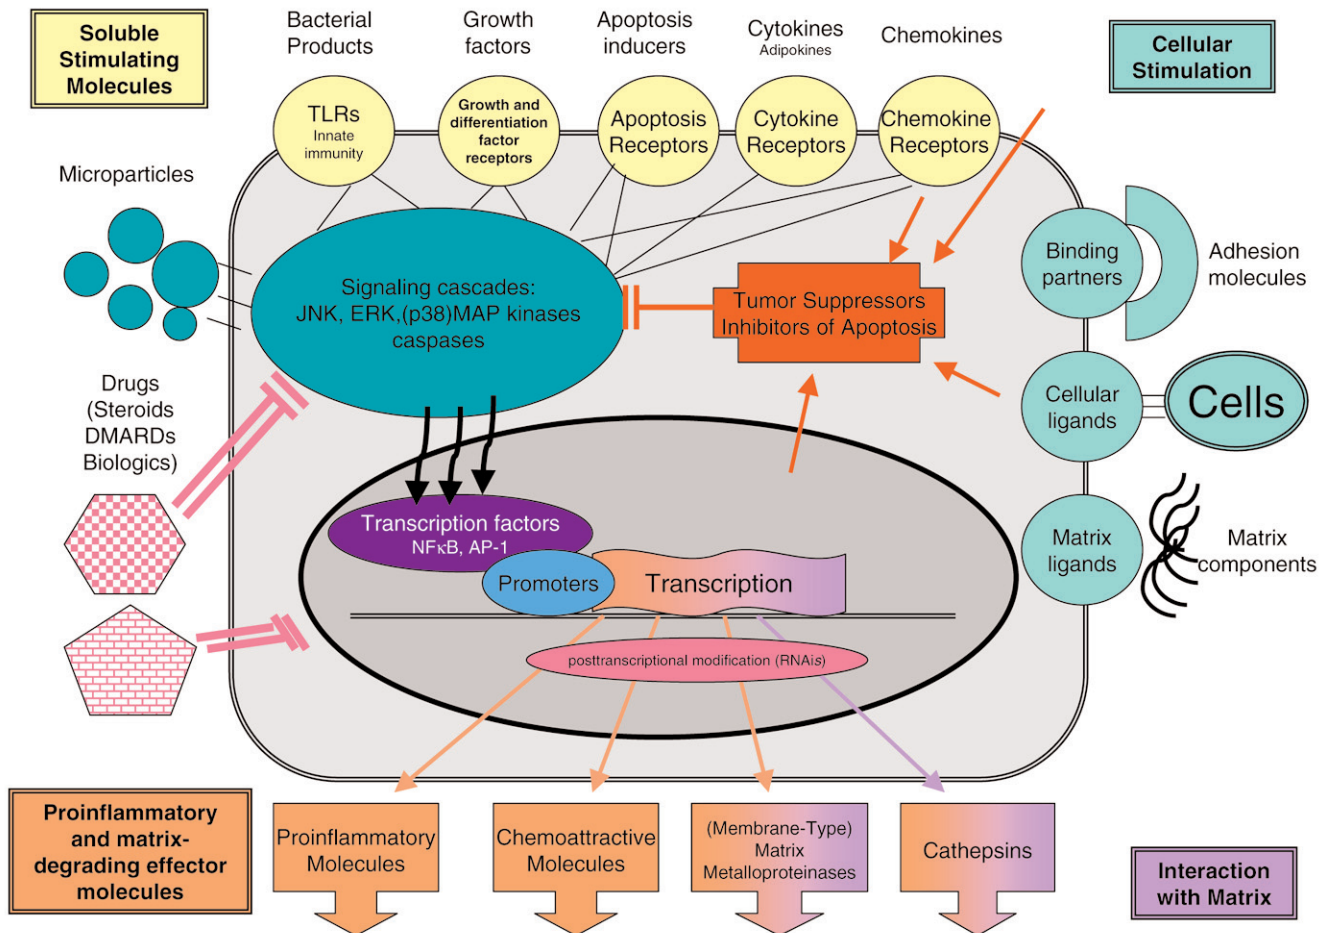 Soluble
Stimulating
Molecules
Bacterial
Products
Growth
factors
Apoptosis
inducers
Cytokines
Adipokines
Chemokines
Cellular
Stimulation
TLRs
Innate
immunity
Growth and
differentiation
factor
receptors
Apoptosis
Receptors
Cytokine
Receptors
Chemokine
Receptors
Microparticles
Binding
partners
Adhesion
molecules
Signaling cascades:
JNK, ERK,(p38)MAP kinases
caspases
Tumor Suppressors
Inhibitors of Apoptosis
Drugs
(Steroids
DMARDs
Biologics)
Cellular
ligands
Cells
Transcription factors
NFκB, AP-1
Promoters
Transcription
Matrix
ligands
Matrix
components
posttranscriptional modification (RNAis)
Proinflammatory
and matrix-
degrading effector
molecules
Proinflammatory
Molecules
Chemoattractive
Molecules
(Membrane-Type)
Matrix
Metalloproteinases
Cathepsins
Interaction
with Matrix